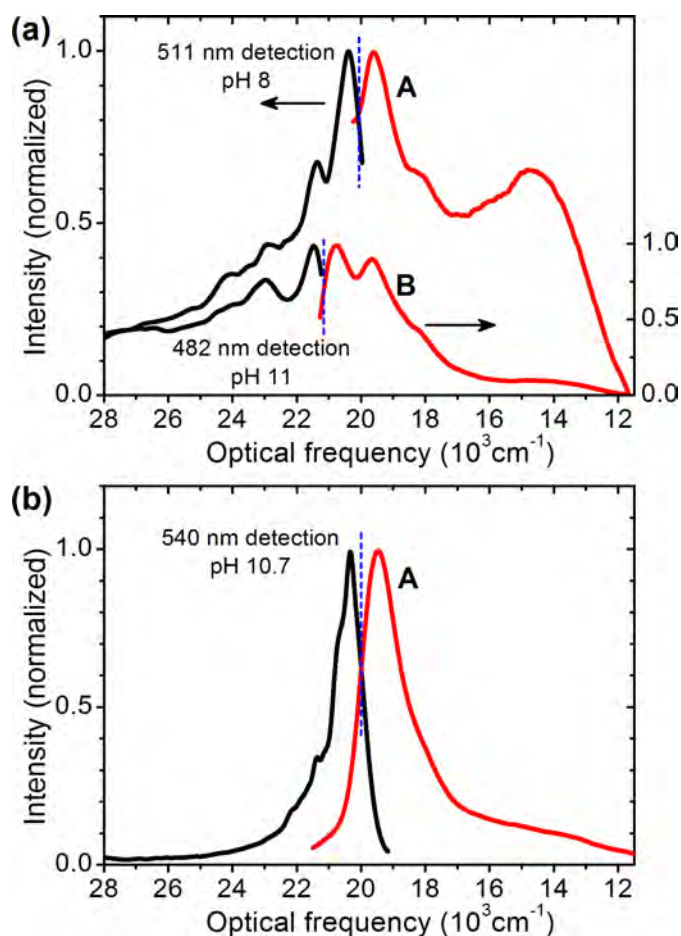 (a)
1.0
511 nm detection
pH 8
A
0.5
1.0
B
0.5
482 nm detection
pH 11
0.0
0.0
28 26 24 22 20 18 16 14 12
Optical frequency (10³cm⁻¹)
Intensity (normalized)
(b)
540 nm detection
pH 10.7
1.0
A
0.5
0.0
28 26 24 22 20 18 16 14 12
Optical frequency (10³cm⁻¹)
Intensity (normalized)